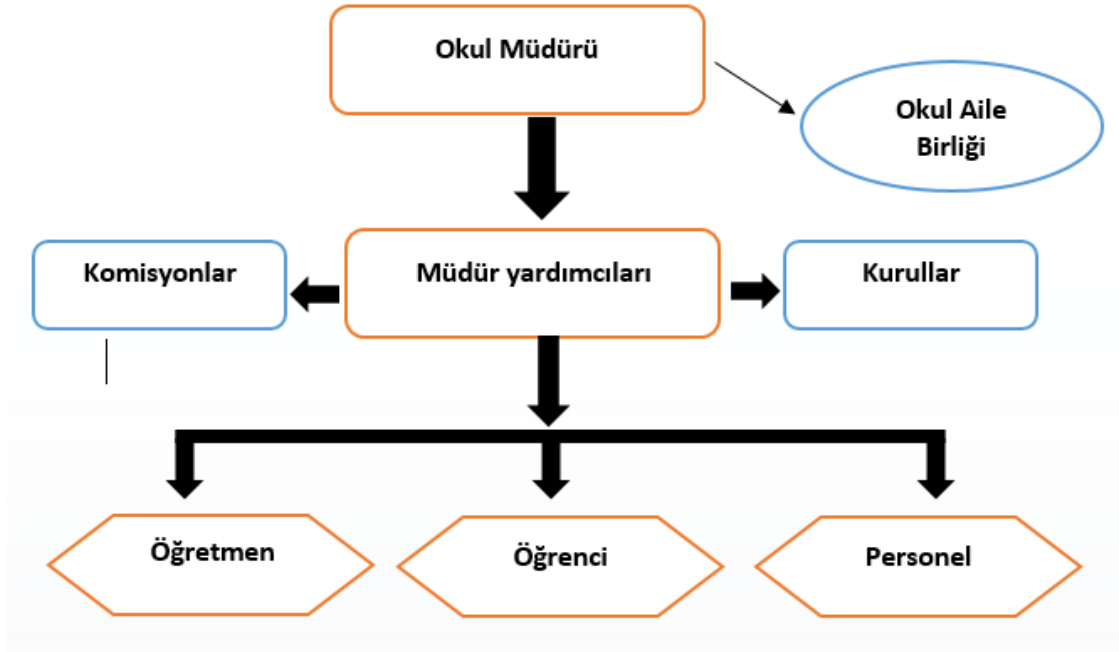 Okul Müdürü
Okul Aile
Birliği
Komisyonlar
Müdür yardımcıları
Kurullar
Öğretmen
Öğrenci
Personel